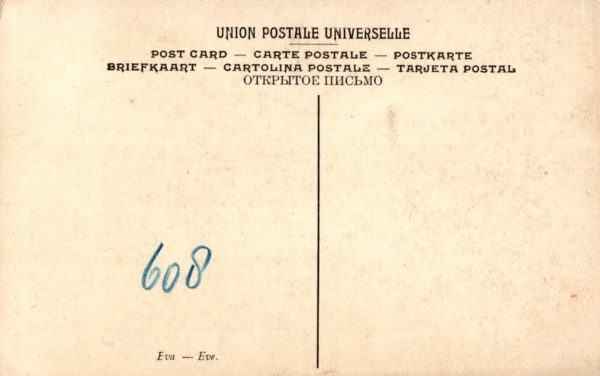 UNION POSTALE UNIVERSELLE
POST CARD — CARTE POSTALE — POSTKARTE
BRIEFKAART — CARTOLINA POSTALE — TARJETA POSTAL
ОТКРЫТОЕ ПИСЬМО
608
Eva — Eve.